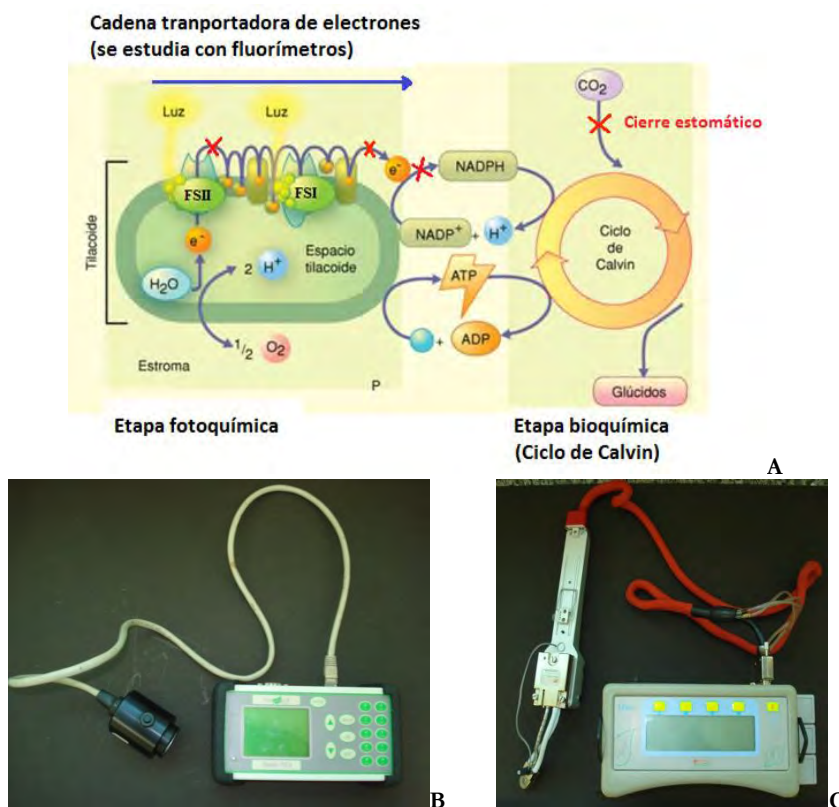 Cadena tranportadora de electrones
(se estudia con fluorímetros)
CO2
Luz
Luz
Cierre estomático
e-
NADPH
FSII
FSI
Tilacoide
e-
Espacio
tilacoide
NADP+ + H+
Ciclo
de
Calvin
H2O
2 H+
ATP
1/2 O2
+ ADP
Estroma
P
Glúcidos
Etapa fotoquímica
Etapa bioquímica
(Ciclo de Calvin)
A
B
C